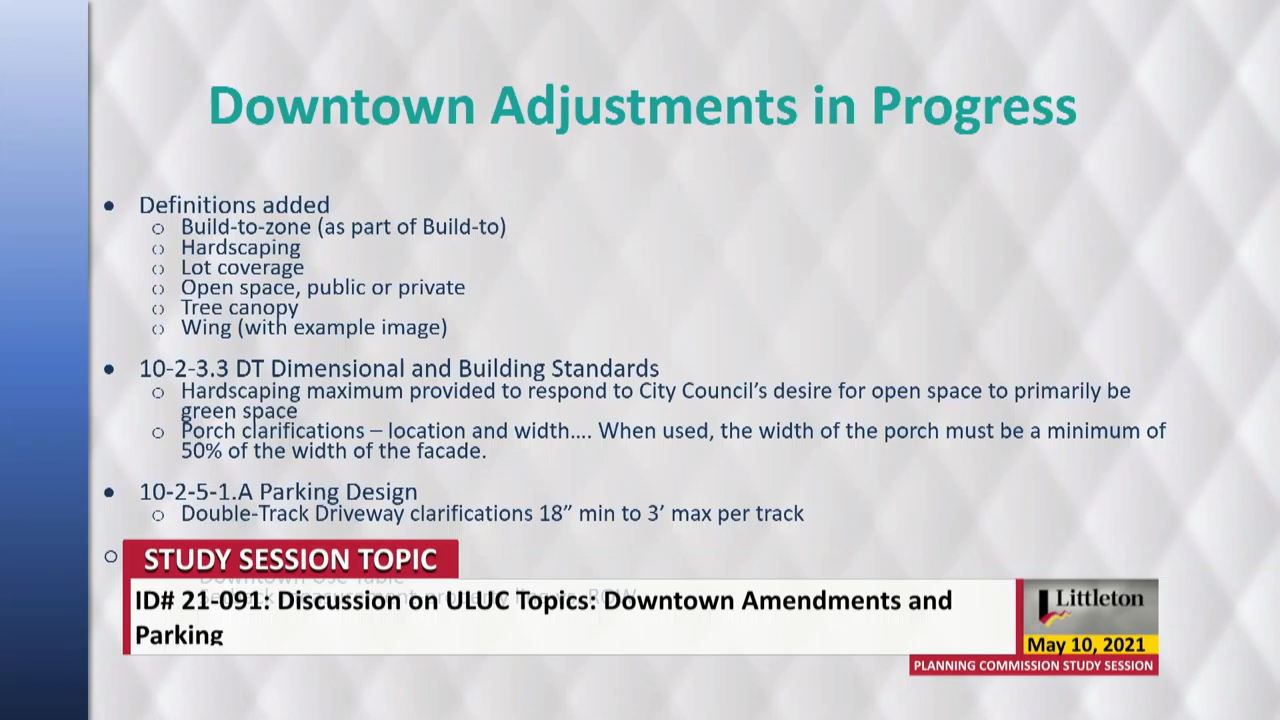 Downtown Adjustments in Progress
• Definitions added
o Build-to-zone (as part of Build-to)
o Hardscaping
o Lot coverage
o Open space, public or private
o Tree canopy
o Wing (with example image)
• 10-2-3.3 DT Dimensional and Building Standards
o Hardscaping maximum provided to respond to City Council’s desire for open space to primarily be
green space
o Porch clarifications – location and width…. When used, the width of the porch must be a minimum of
50% of the width of the facade.
• 10-2-5-1.A Parking Design
o Double-Track Driveway clarifications 18” min to 3’ max per track
o
STUDY SESSION TOPIC
Downtown Use Table
ID# 21-091: Discussion on ULUC Topics: Downtown Amendments and
Parking
Littleton
May 10, 2021
PLANNING COMMISSION STUDY SESSION